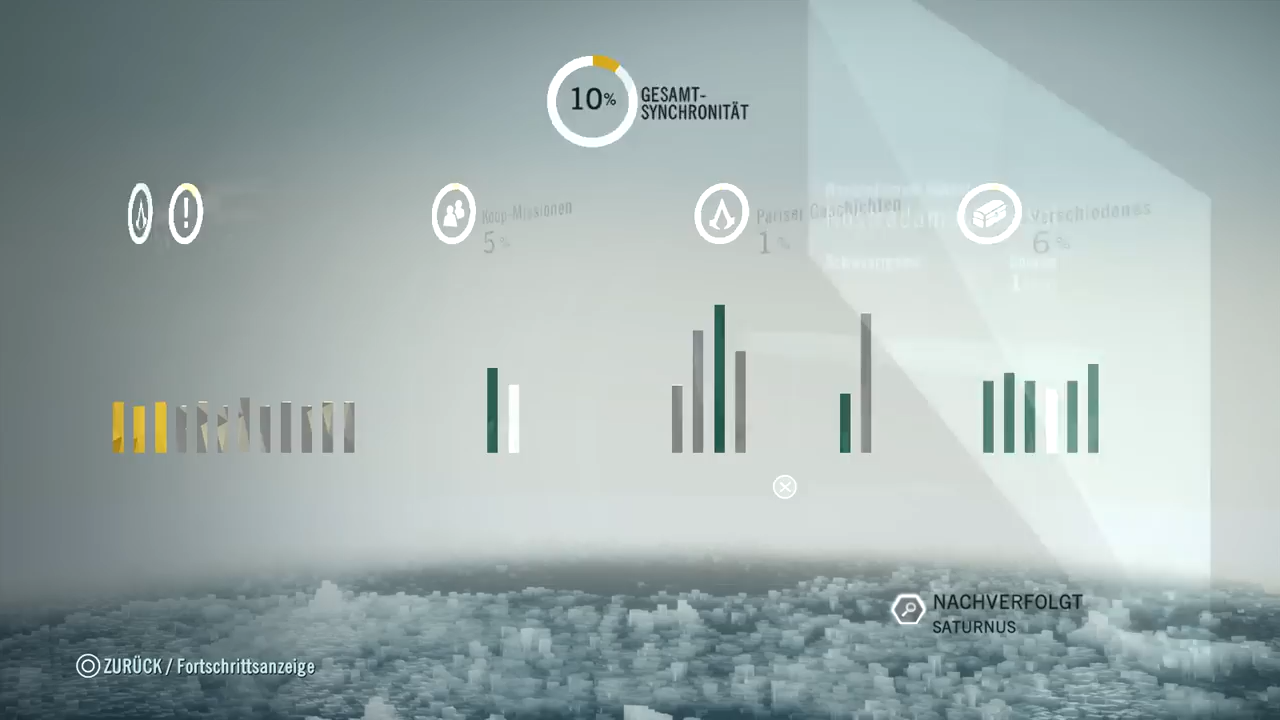 10%
GESAMT-
SYNCHRONITÄT
Koop-Missionen
5%
Pariser Geschichten
1%
Verschiedenes
6%
NACHVERFOLGT
SATURNUS
ZURÜCK / Fortschrittsanzeige